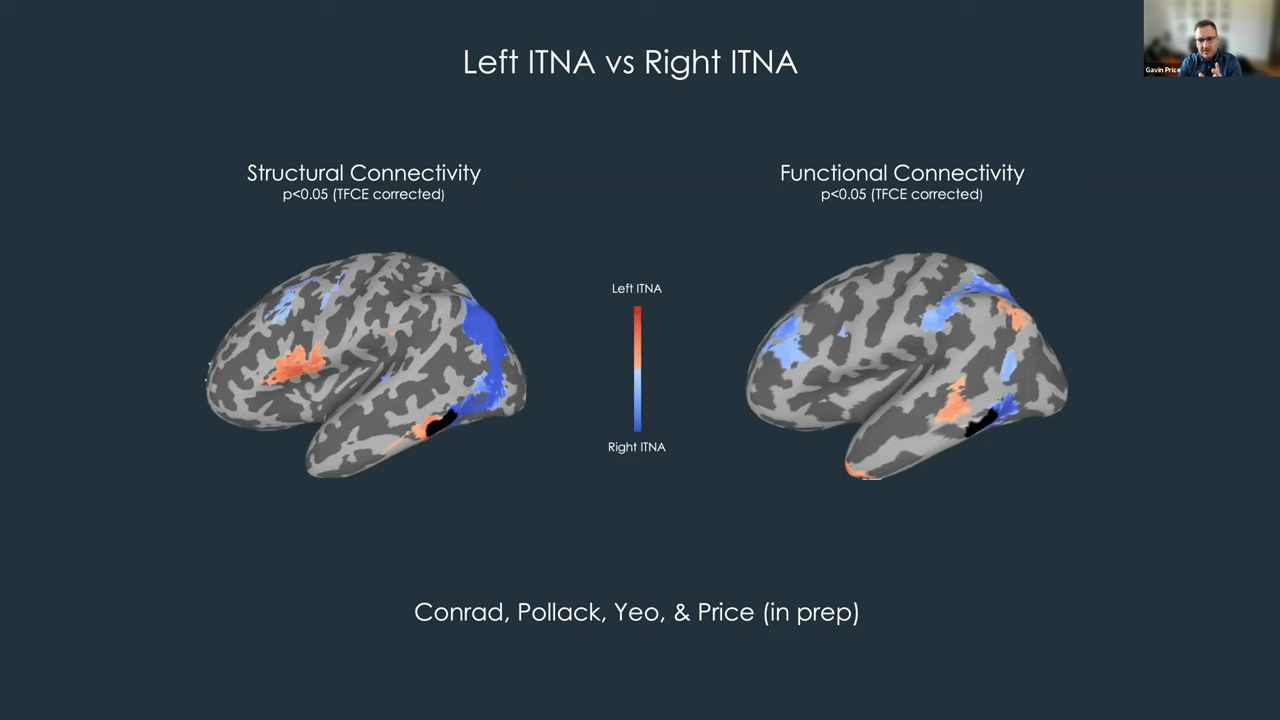 Left ITNA vs Right ITNA
Gavin Price
Structural Connectivity
p<0.05 (TFCE corrected)
Functional Connectivity
p<0.05 (TFCE corrected)
Left ITNA
Right ITNA
Conrad, Pollack, Yeo, & Price (in prep)